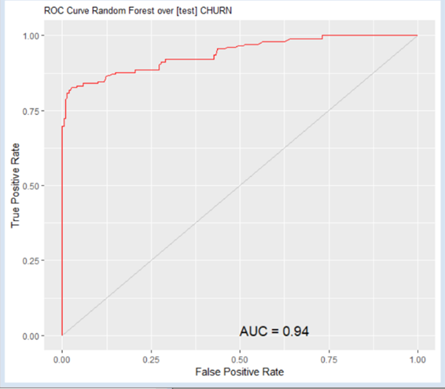 ROC Curve Random Forest over [test] CHURN
1.00
0.75
True Positive Rate
0.50
0.25
0.00
AUC = 0.94
0.00 0.25 0.50 0.75 1.00
False Positive Rate